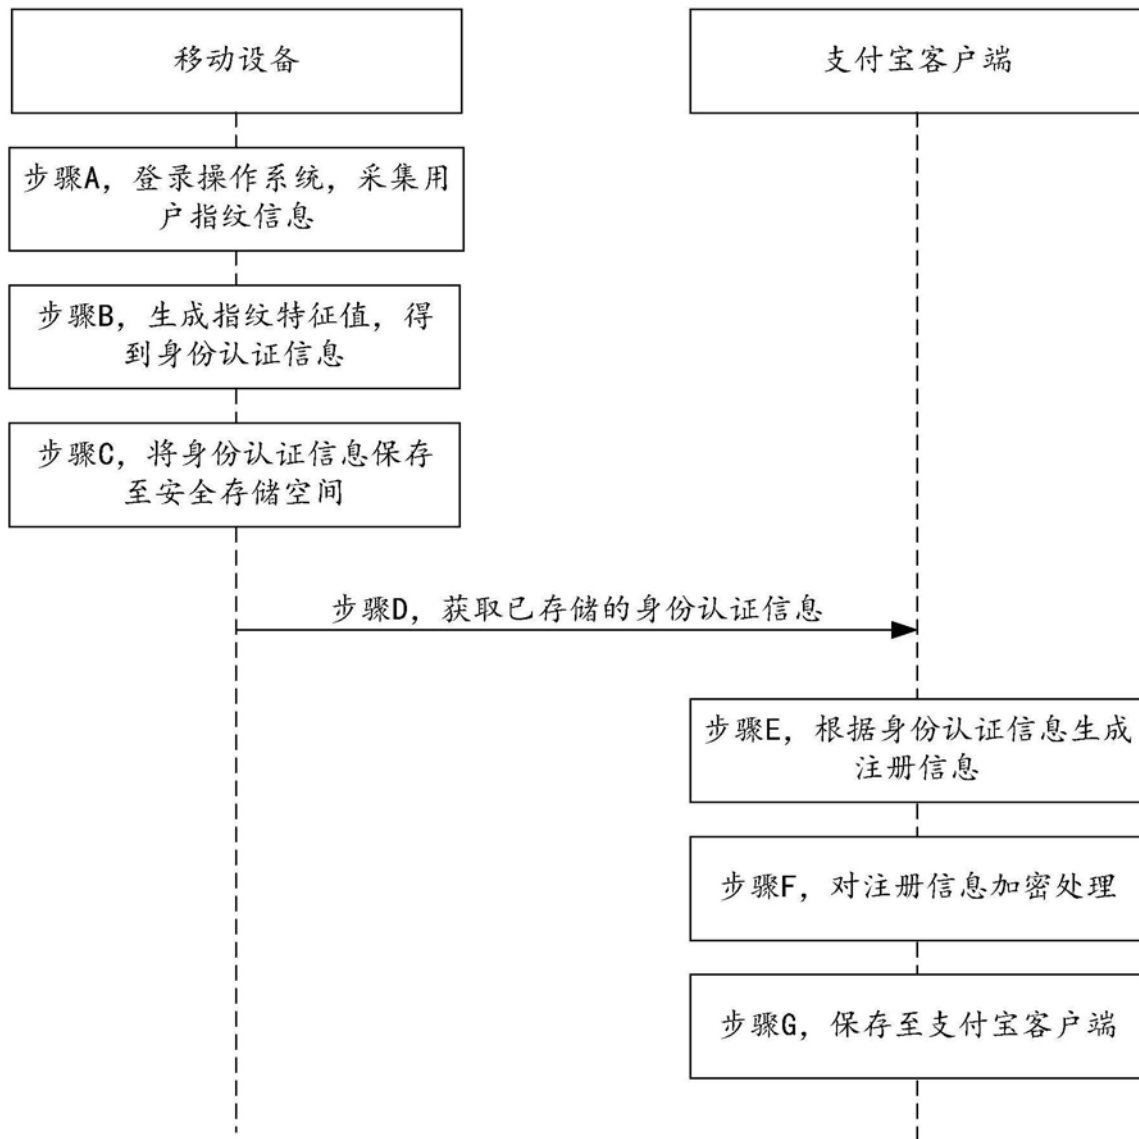 移动设备
支付宝客户端
步骤A，登录操作系统，采集用
户指纹信息
步骤B，生成指纹特征值，得
到身份认证信息
步骤C，将身份认证信息保存
至安全存储空间
步骤D，获取已存储的身份认证信息
步骤E，根据身份认证信息生成
注册信息
步骤F，对注册信息加密处理
步骤G，保存至支付宝客户端